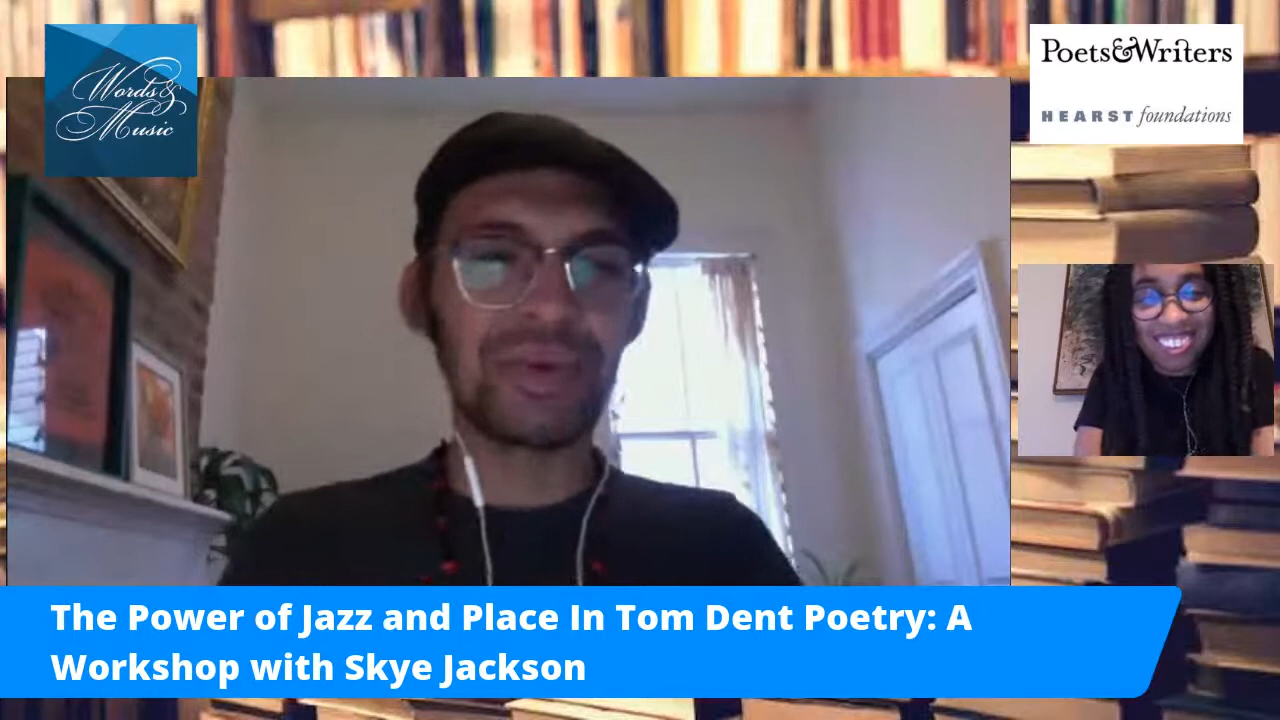 Words&
Music
Poets&Writers
HEARST foundations
The Power of Jazz and Place In Tom Dent Poetry: A
Workshop with Skye Jackson